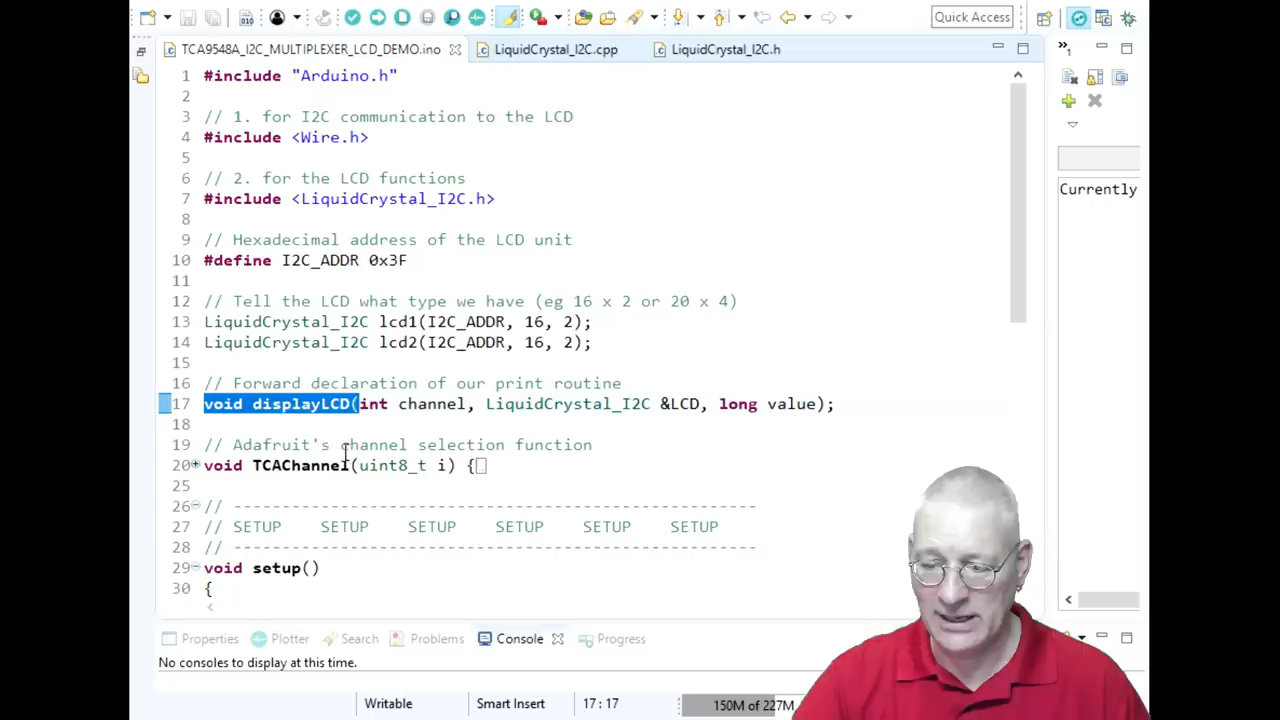 Quick Access
TCA9548A_I2C_MULTIPLEXER_LCD_DEMO.ino
LiquidCrystal_I2C.cpp
LiquidCrystal_I2C.h
1 #include "Arduino.h"
2
3 // 1. for I2C communication to the LCD
4 #include <Wire.h>
5
6 // 2. for the LCD functions
7 #include <LiquidCrystal_I2C.h>
8
9 // Hexadecimal address of the LCD unit
10 #define I2C_ADDR 0x3F
11
12 // Tell the LCD what type we have (eg 16 x 2 or 20 x 4)
13 LiquidCrystal_I2C lcd1(I2C_ADDR, 16, 2);
14 LiquidCrystal_I2C lcd2(I2C_ADDR, 16, 2);
15
16 // Forward declaration of our print routine
17 void displayLCD(int channel, LiquidCrystal_I2C &LCD, long value);
18
19 // Adafruit's channel selection function
20 void TCAChannel(uint8_t i) {
25
26 // ------------------------------------------------------
27 // SETUP SETUP SETUP SETUP SETUP SETUP
28 // ------------------------------------------------------
29 void setup()
30 {
Currently
Properties Plotter Search Problems Console Progress
No consoles to display at this time.
Writable Smart Insert 17 : 17 150M of 227M